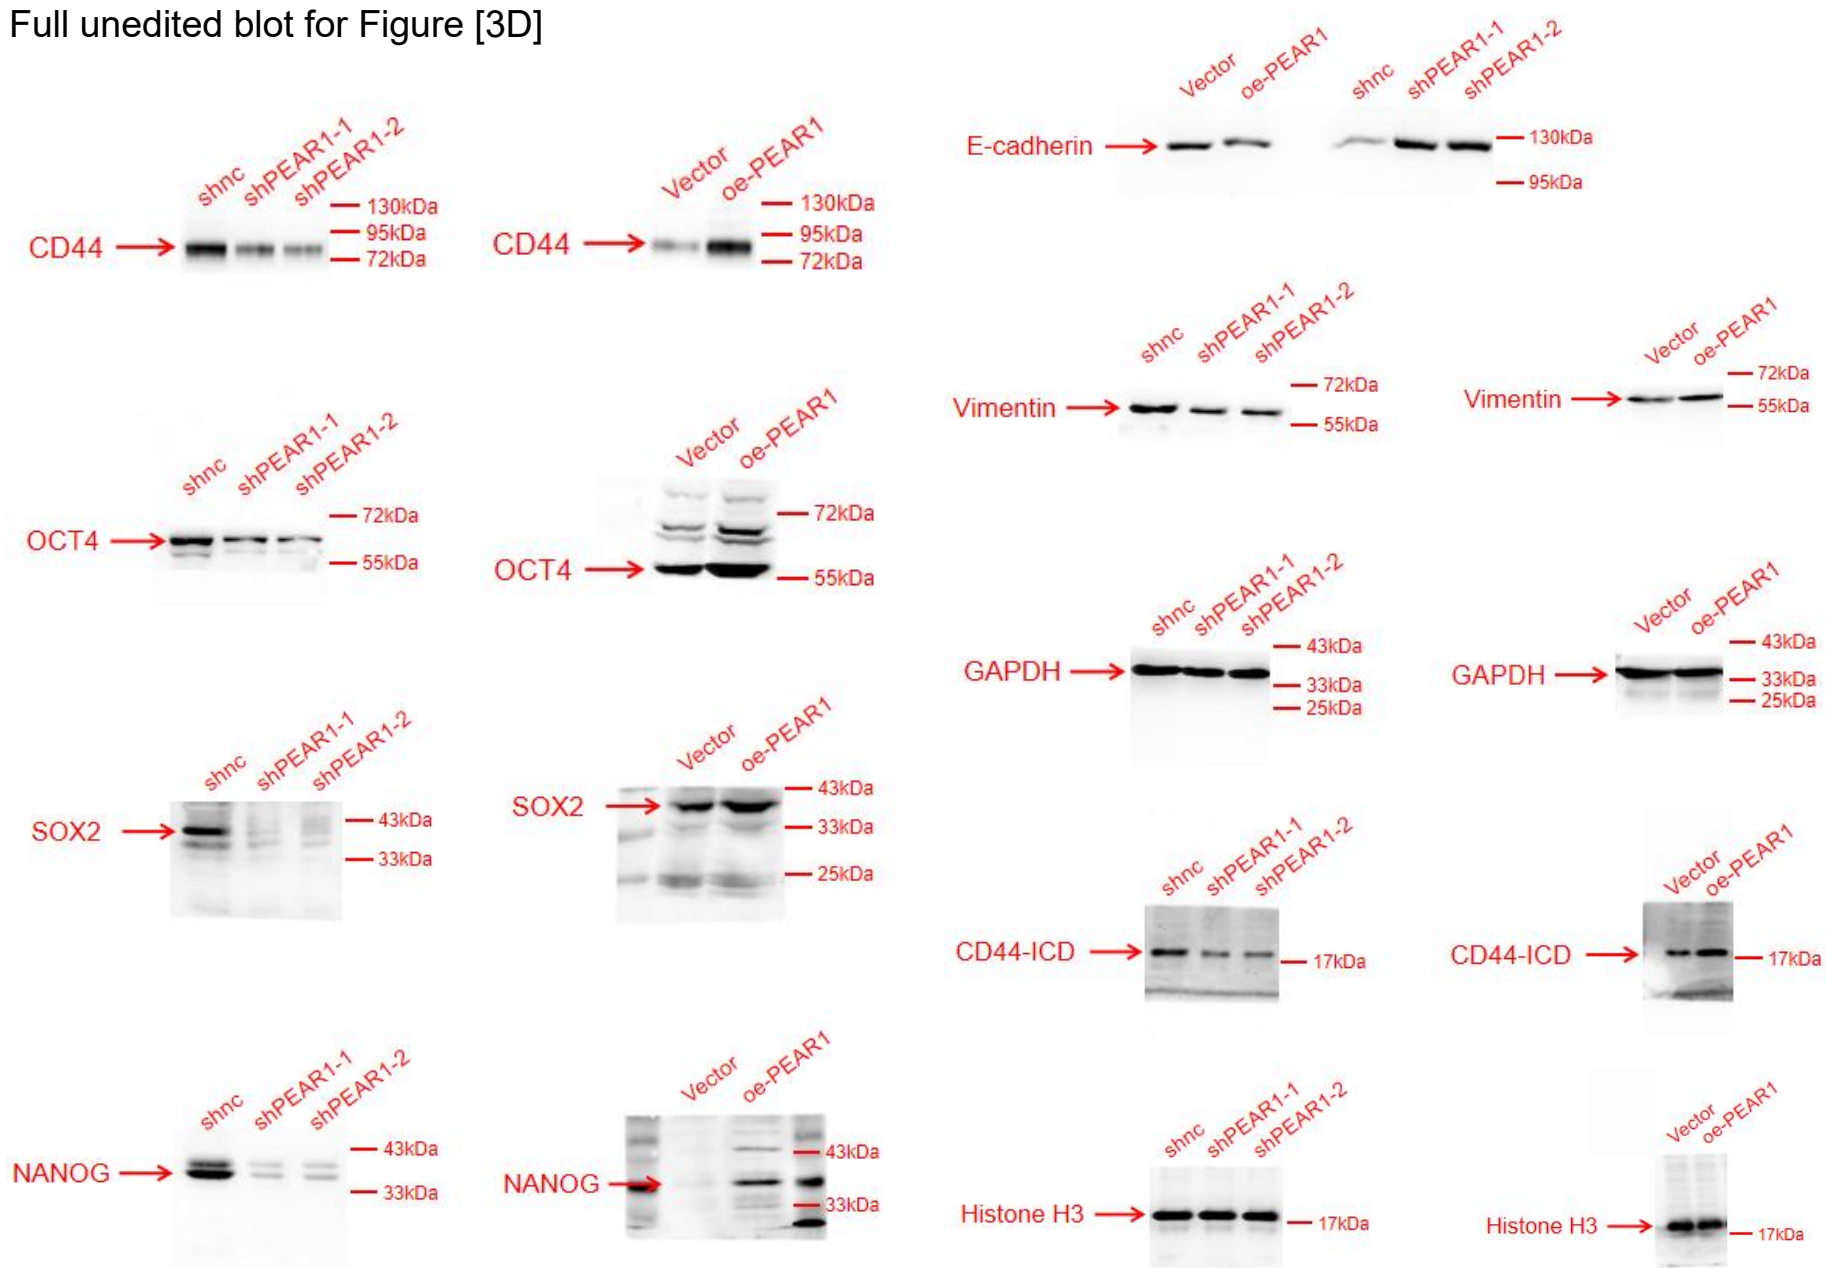 Full unedited blot for Figure [3D]
shnc
shPEAR1-1
shPEAR1-2
CD44
130kDa
95kDa
72kDa
Vector
oe-PEAR1
CD44
130kDa
95kDa
72kDa
shnc
shPEAR1-1
shPEAR1-2
OCT4
72kDa
55kDa
Vector
oe-PEAR1
OCT4
72kDa
55kDa
shnc
shPEAR1-1
shPEAR1-2
SOX2
43kDa
33kDa
Vector
oe-PEAR1
SOX2
43kDa
33kDa
25kDa
shnc
shPEAR1-1
shPEAR1-2
NANOG
43kDa
33kDa
Vector
oe-PEAR1
NANOG
43kDa
33kDa
Vector
oe-PEAR1
shnc
shPEAR1-1
shPEAR1-2
E-cadherin
130kDa
95kDa
shnc
shPEAR1-1
shPEAR1-2
Vimentin
72kDa
55kDa
Vector
oe-PEAR1
Vimentin
72kDa
55kDa
shnc
shPEAR1-1
shPEAR1-2
GAPDH
43kDa
33kDa
25kDa
Vector
oe-PEAR1
GAPDH
43kDa
33kDa
25kDa
shnc
shPEAR1-1
shPEAR1-2
CD44-ICD
17kDa
Vector
oe-PEAR1
CD44-ICD
17kDa
shnc
shPEAR1-1
shPEAR1-2
Histone H3
17kDa
Vector
oe-PEAR1
Histone H3
17kDa